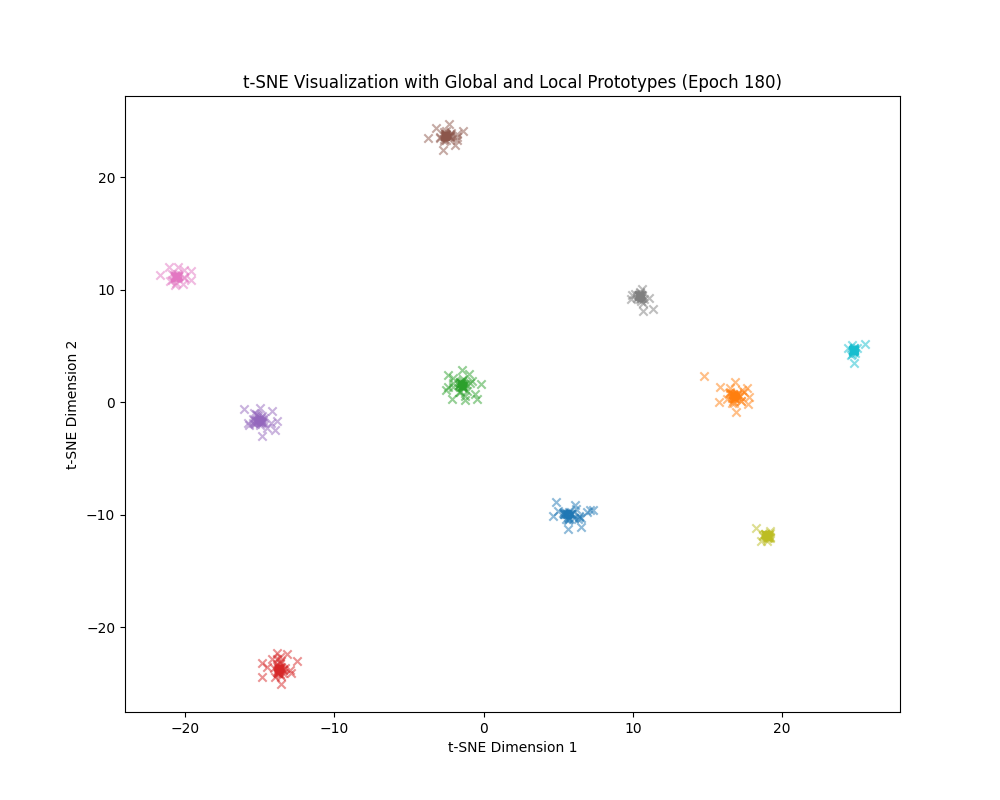 t-SNE Visualization with Global and Local Prototypes (Epoch 180)
t-SNE Dimension 2
20
10
0
−10
−20
−20 −10 0 10 20
t-SNE Dimension 1